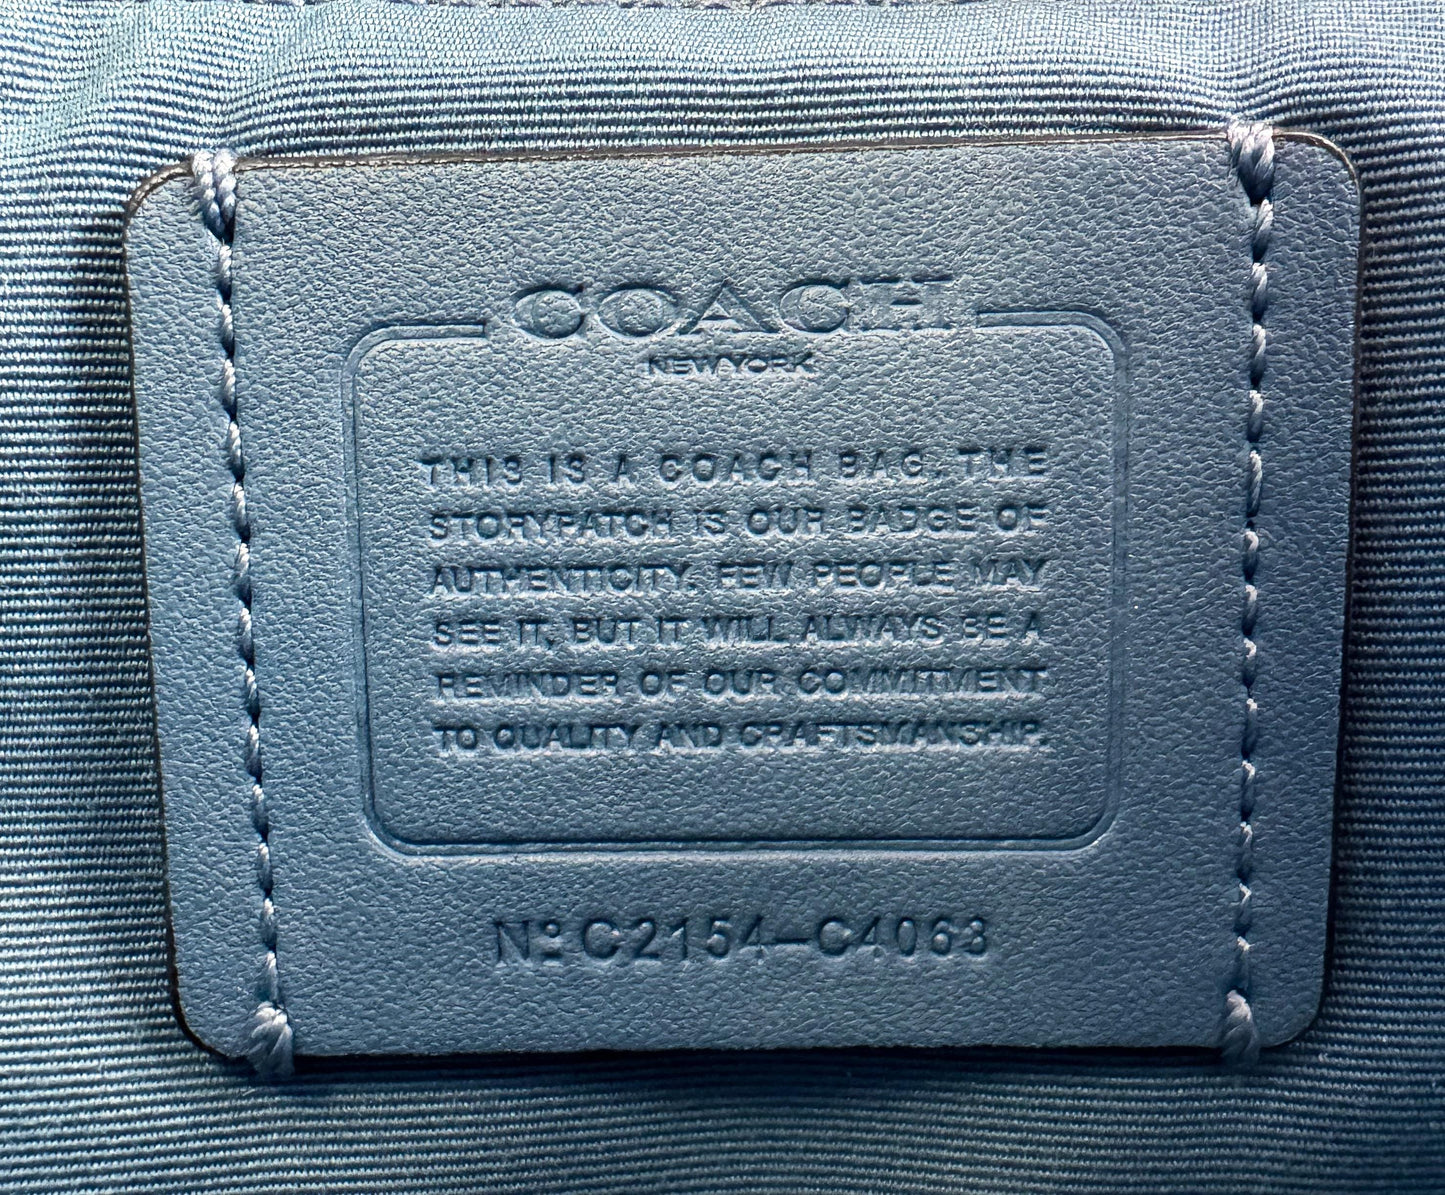 COACH
NEW YORK
THIS IS A COACH BAG. THE
STORYPATCH IS OUR BADGE OF
AUTHENTICITY. FEW PEOPLE MAY
SEE IT, BUT IT WILL ALWAYS BE A
REMINDER OF OUR COMMITMENT
TO QUALITY AND CRAFTSMANSHIP.
Nº C2154-C4063